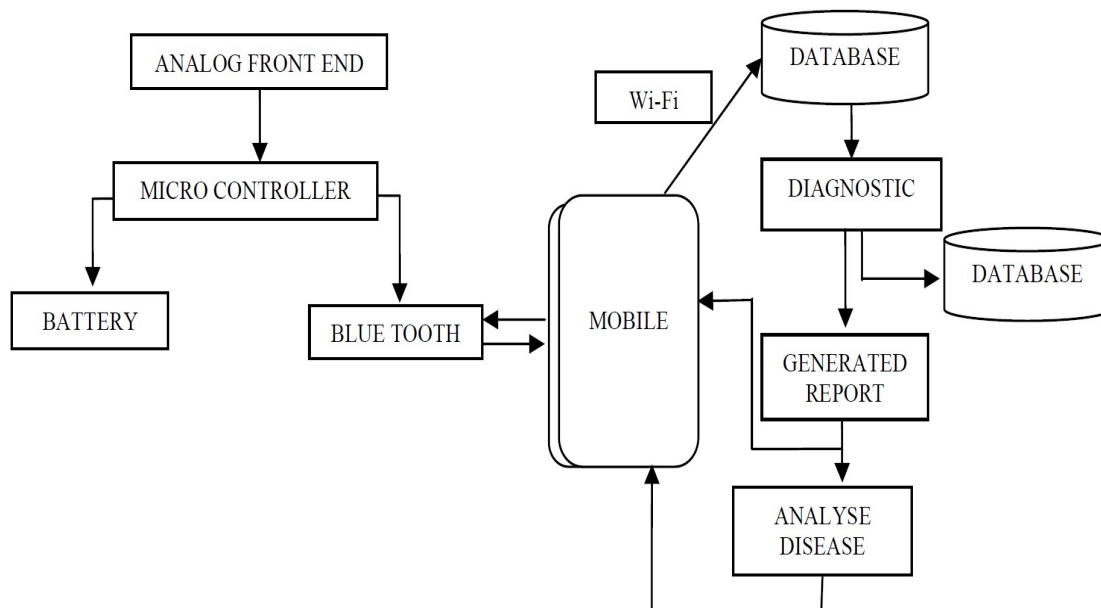 ANALOG FRONT END
MICRO CONTROLLER
BATTERY
BLUE TOOTH
Wi-Fi
MOBILE
DATABASE
DIAGNOSTIC
DATABASE
GENERATED
REPORT
ANALYSE
DISEASE